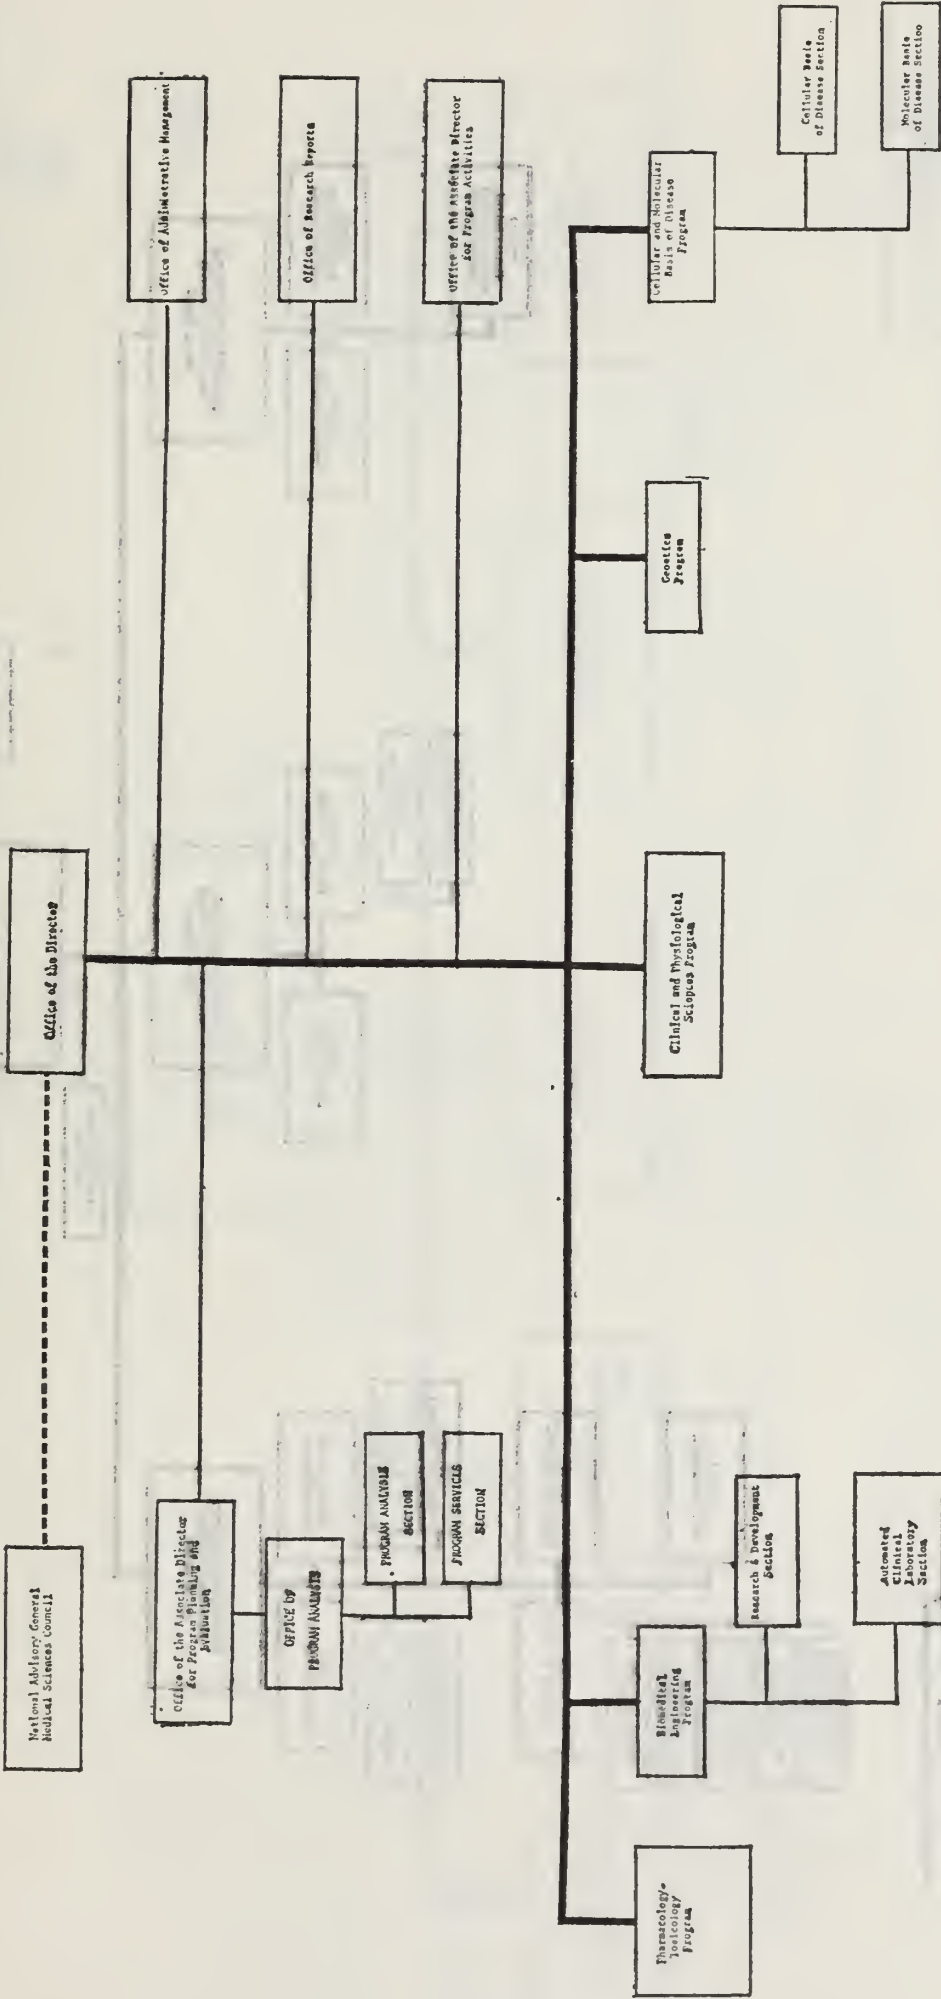 National Advisory General
Medical Sciences Council
Office of the Director
Office of the Associate Director
for Program Planning and
Evaluation
OFFICE OF
PROGRAM ANALYSIS
PROGRAM ANALYSIS
SECTION
PROGRAM SERVICES
SECTION
Office of Administrative Management
Office of Research Reports
Office of the Associate Director
for Program Activities
Pharmacology-
Toxicology
Program
Biomedical
Engineering
Program
Research & Development
Section
Automated
Clinical
Laboratory
Section
Clinical and Physiological
Sciences Program
Genetics
Program
Cellular and Molecular
Basis of Disease
Program
Cellular Basis
of Disease Section
Molecular Basis
of Disease Section